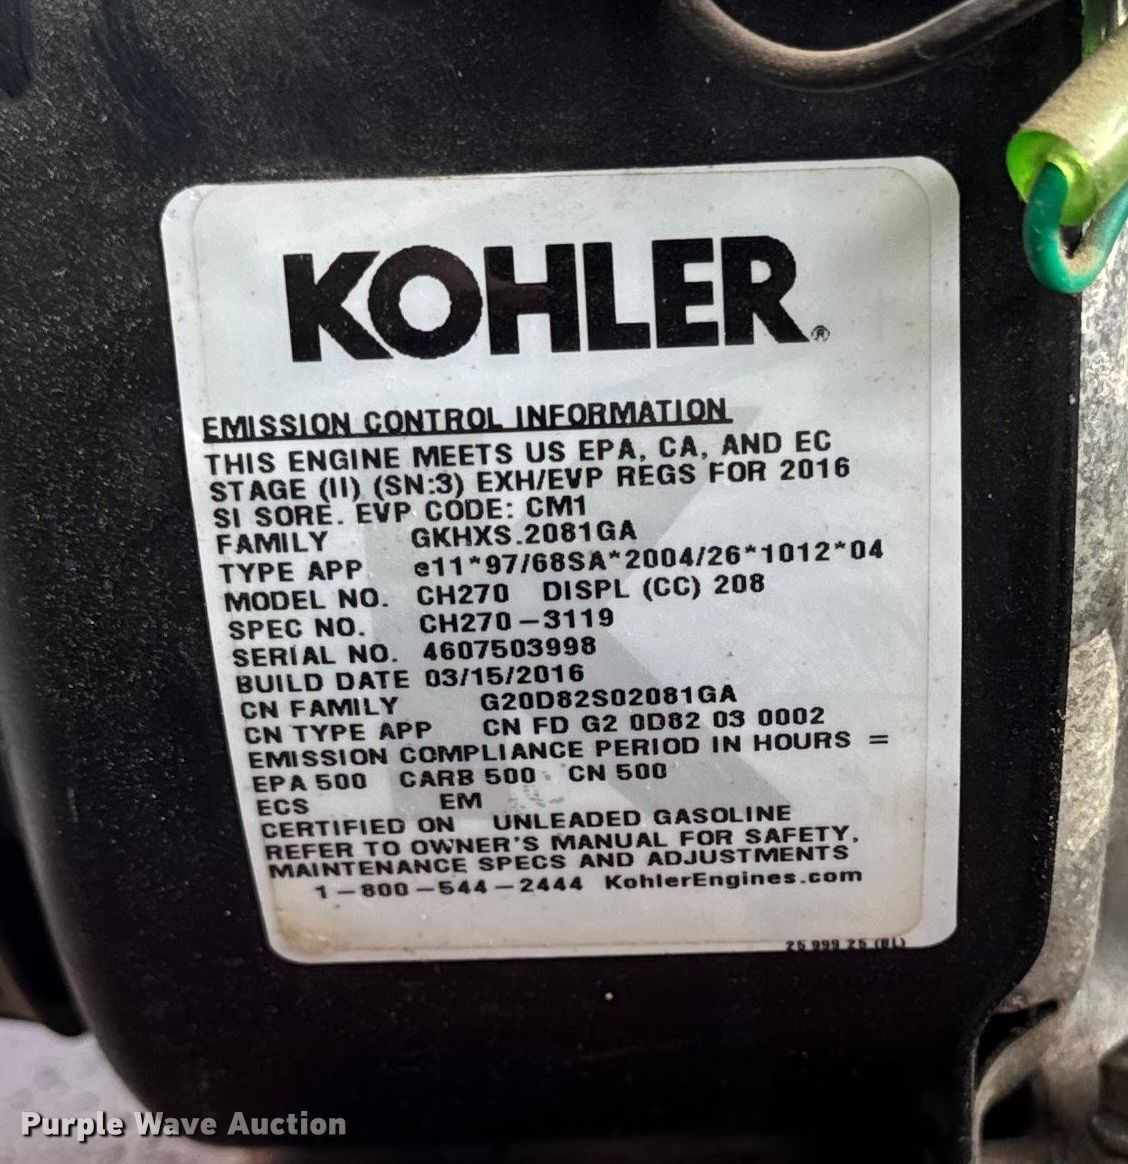 KOHLER®
EMISSION CONTROL INFORMATION
THIS ENGINE MEETS US EPA, CA, AND EC
STAGE (II) (SN:3) EXH/EVP REGS FOR 2016
SI SORE. EVP CODE: CM1
FAMILY GKHXS.2081GA
TYPE APP e11*97/68SA*2004/26*1012*04
MODEL NO. CH270 DISPL (CC) 208
SPEC NO. CH270-3119
SERIAL NO. 4607503998
BUILD DATE 03/15/2016
CN FAMILY G20D82S02081GA
CN TYPE APP CN FD G2 0D82 03 0002
EMISSION COMPLIANCE PERIOD IN HOURS =
EPA 500 CARB 500 CN 500
ECS EM
CERTIFIED ON UNLEADED GASOLINE
REFER TO OWNER'S MANUAL FOR SAFETY,
MAINTENANCE SPECS AND ADJUSTMENTS
1-800-544-2444 KohlerEngines.com
25 999 25 (BL)
Purple Wave Auction